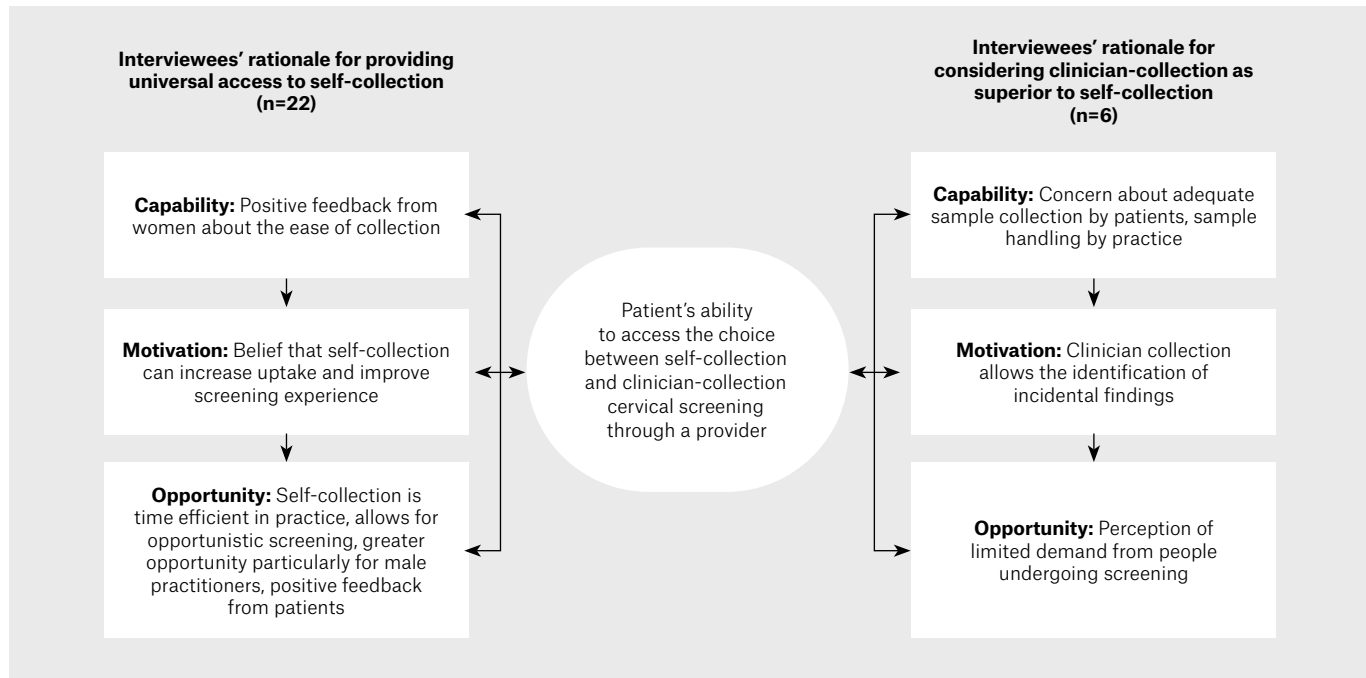 Interviewees’ rationale for providing
universal access to self-collection
(n=22)
Capability: Positive feedback from
women about the ease of collection
Motivation: Belief that self-collection
can increase uptake and improve
screening experience
Opportunity: Self-collection is
time efficient in practice, allows for
opportunistic screening, greater
opportunity particularly for male
practitioners, positive feedback
from patients
Patient’s ability
to access the choice
between self-collection
and clinician-collection
cervical screening
through a provider
Interviewees’ rationale for
considering clinician-collection as
superior to self-collection
(n=6)
Capability: Concern about adequate
sample collection by patients, sample
handling by practice
Motivation: Clinician collection
allows the identification of
incidental findings
Opportunity: Perception of
limited demand from people
undergoing screening